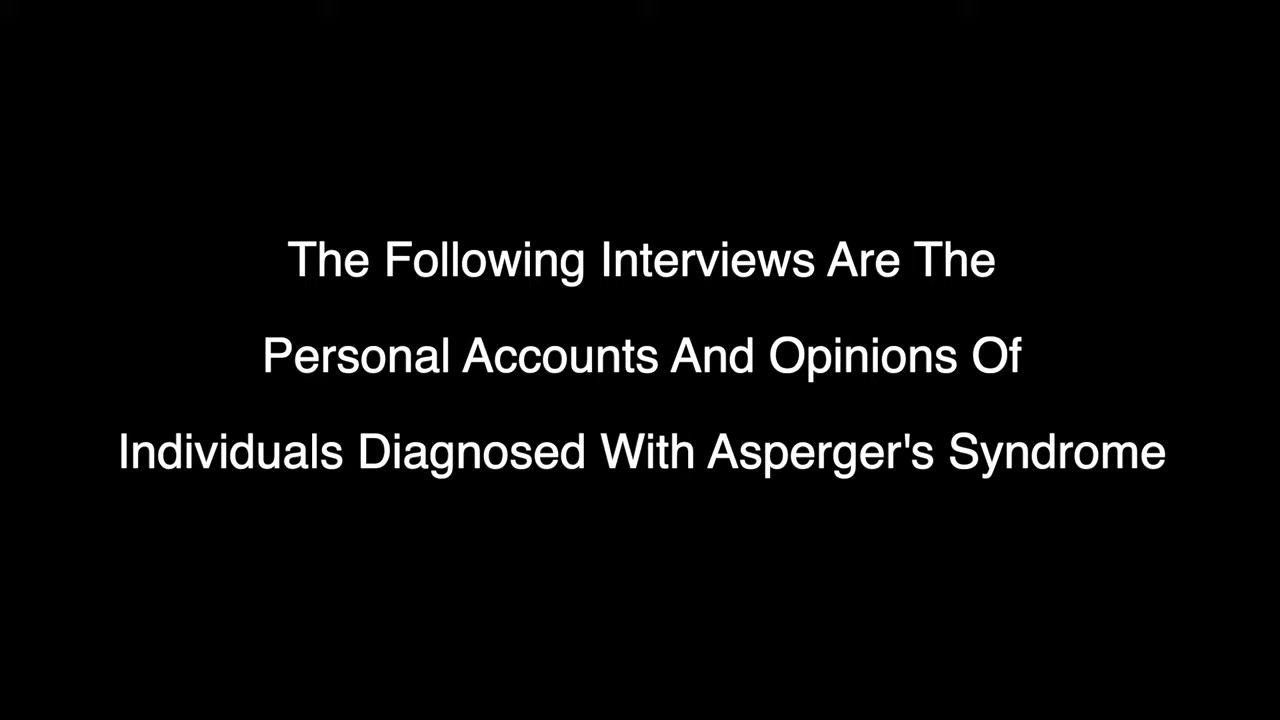 The Following Interviews Are The
Personal Accounts And Opinions Of
Individuals Diagnosed With Asperger's Syndrome